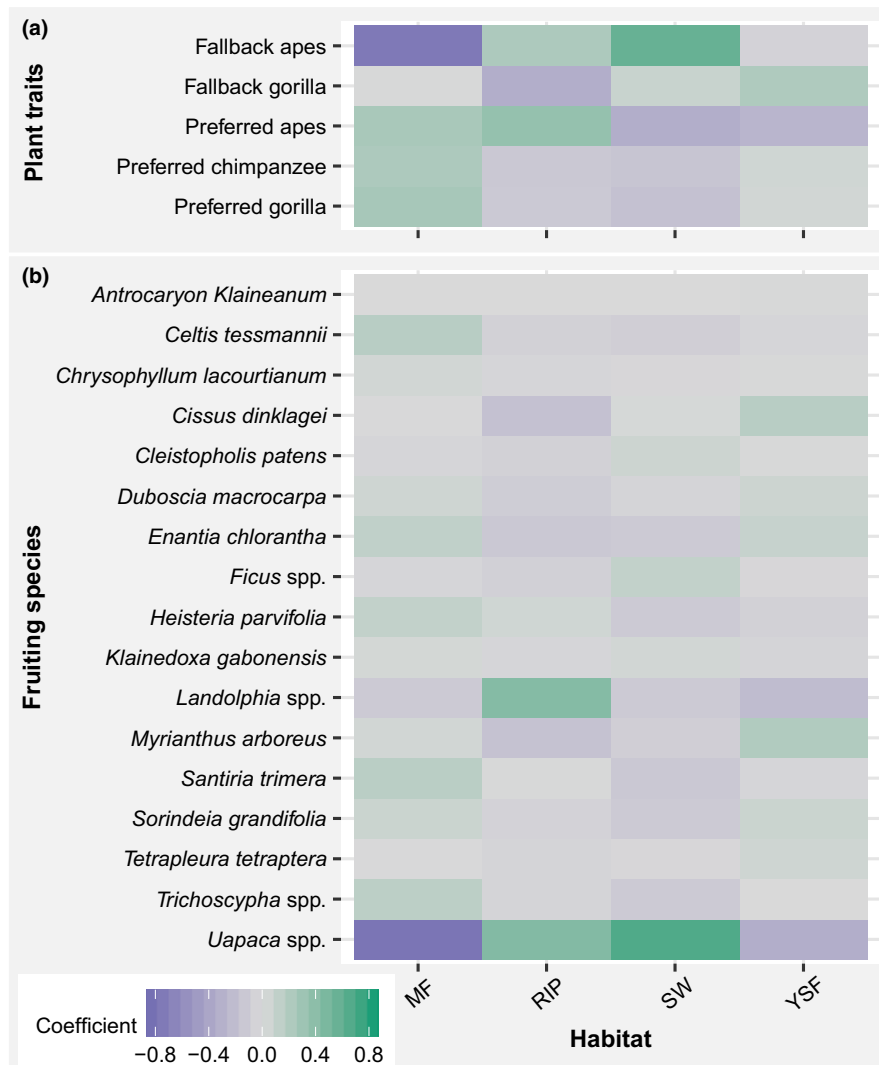 (a)
Plant traits
Fallback apes
Fallback gorilla
Preferred apes
Preferred chimpanzee
Preferred gorilla
(b)
Fruiting species
Antrocaryon Klaineanum
Celtis tessmannii
Chrysophyllum lacourtianum
Cissus dinklagei
Cleistopholis patens
Duboscia macrocarpa
Enantia chlorantha
Ficus spp.
Heisteria parvifolia
Klainedoxa gabonensis
Landolphia spp.
Myrianthus arboreus
Santiria trimera
Sorindeia grandifolia
Tetrapleura tetraptera
Trichoscypha spp.
Uapaca spp.
MF RIP SW YSF
Habitat
Coefficient
−0.8 −0.4 0.0 0.4 0.8